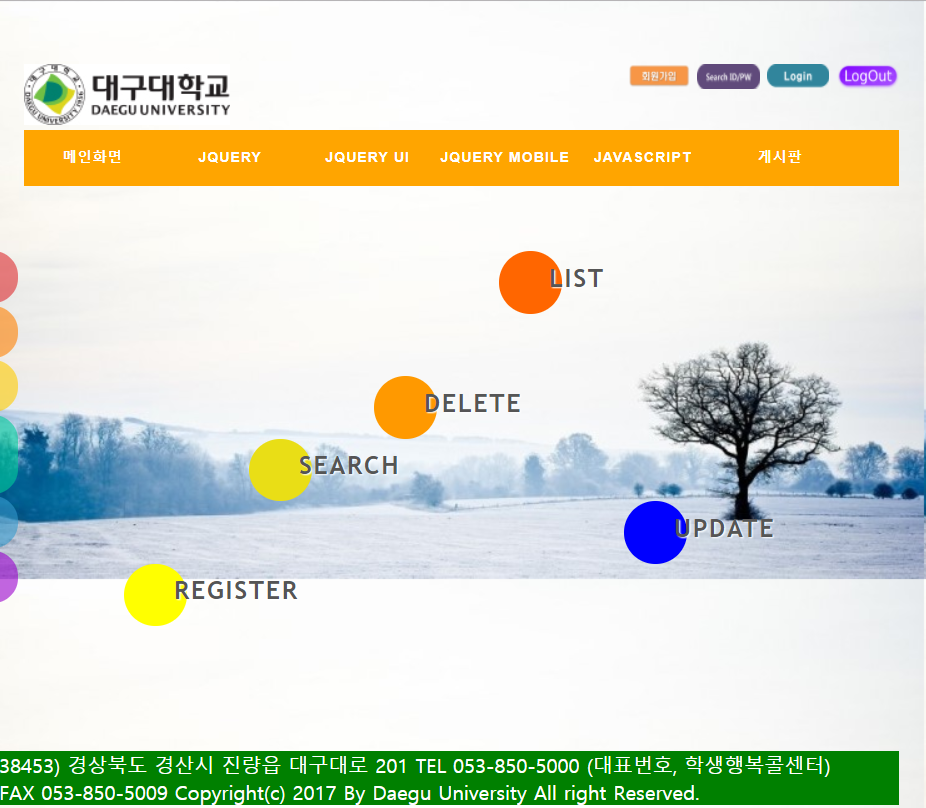 대구대학교
DAEGU UNIVERSITY
회원가입 Search ID/PW Login LogOut
메인화면 JQUERY JQUERY UI JQUERY MOBILE JAVASCRIPT 게시판
LIST
DELETE
SEARCH
UPDATE
REGISTER
38453) 경상북도 경산시 진량읍 대구대로 201 TEL 053-850-5000 (대표번호, 학생행복콜센터)
FAX 053-850-5009 Copyright(c) 2017 By Daegu University All right Reserved.